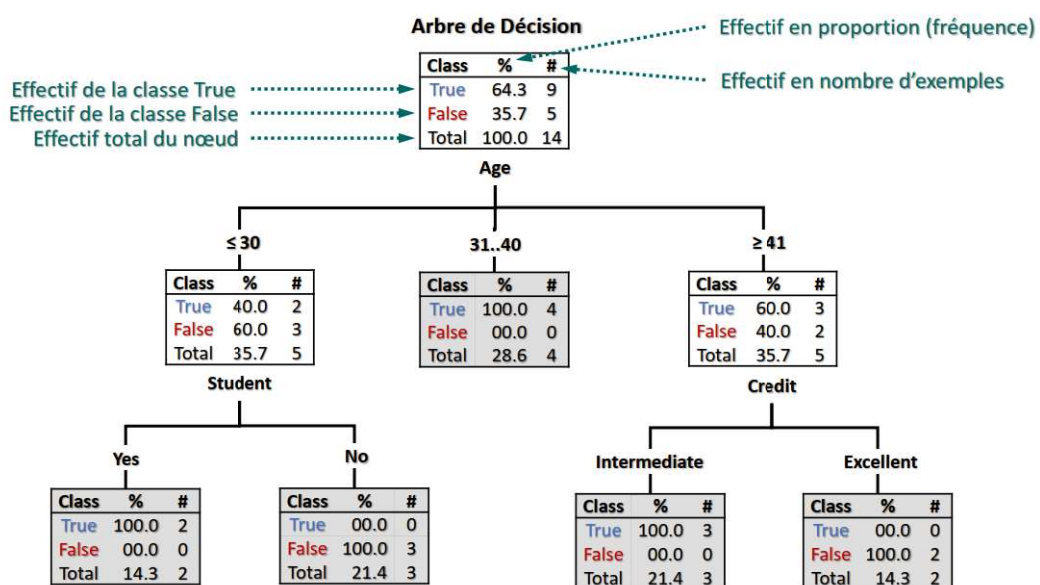 Arbre de Décision
Effectif en proportion (fréquence)
Class % #
True 64.3 9
False 35.7 5
Total 100.0 14
Effectif en nombre d'exemples
Effectif de la classe True
Effectif de la classe False
Effectif total du nœud
Age
≤ 30
Class % #
True 40.0 2
False 60.0 3
Total 35.7 5
31..40
Class % #
True 100.0 4
False 00.0 0
Total 28.6 4
≥ 41
Class % #
True 60.0 3
False 40.0 2
Total 35.7 5
Student
Yes
Class % #
True 100.0 2
False 00.0 0
Total 14.3 2
No
Class % #
True 00.0 0
False 100.0 3
Total 21.4 3
Credit
Intermediate
Class % #
True 100.0 3
False 00.0 0
Total 21.4 3
Excellent
Class % #
True 00.0 0
False 100.0 2
Total 14.3 2